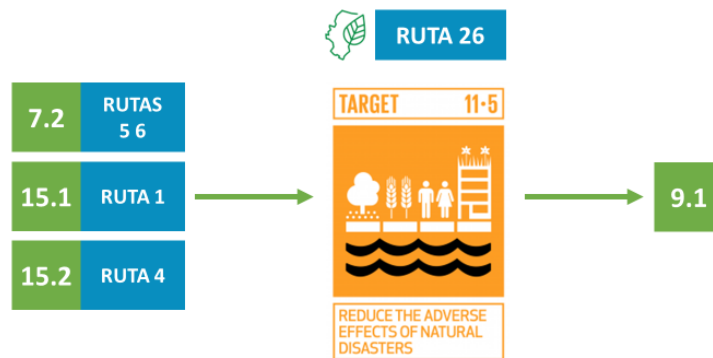 RUTA 26
7.2
RUTAS
5 6
15.1
RUTA 1
15.2
RUTA 4
TARGET 11·5
REDUCE THE ADVERSE
EFFECTS OF NATURAL
DISASTERS
9.1